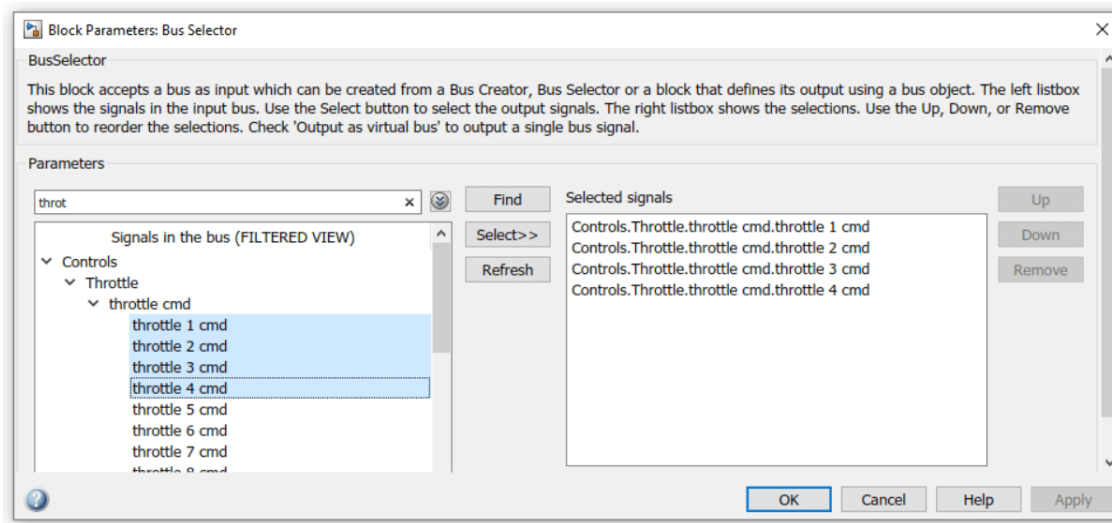 Block Parameters: Bus Selector
BusSelector
This block accepts a bus as input which can be created from a Bus Creator, Bus Selector or a block that defines its output using a bus object. The left listbox
shows the signals in the input bus. Use the Select button to select the output signals. The right listbox shows the selections. Use the Up, Down, or Remove
button to reorder the selections. Check 'Output as virtual bus' to output a single bus signal.
Parameters
throt
Find
Select>>
Refresh
Signals in the bus (FILTERED VIEW)
Controls
Throttle
throttle cmd
throttle 1 cmd
throttle 2 cmd
throttle 3 cmd
throttle 4 cmd
throttle 5 cmd
throttle 6 cmd
throttle 7 cmd
throttle 8 cmd
Selected signals
Controls.Throttle.throttle cmd.throttle 1 cmd
Controls.Throttle.throttle cmd.throttle 2 cmd
Controls.Throttle.throttle cmd.throttle 3 cmd
Controls.Throttle.throttle cmd.throttle 4 cmd
Up
Down
Remove
OK
Cancel
Help
Apply